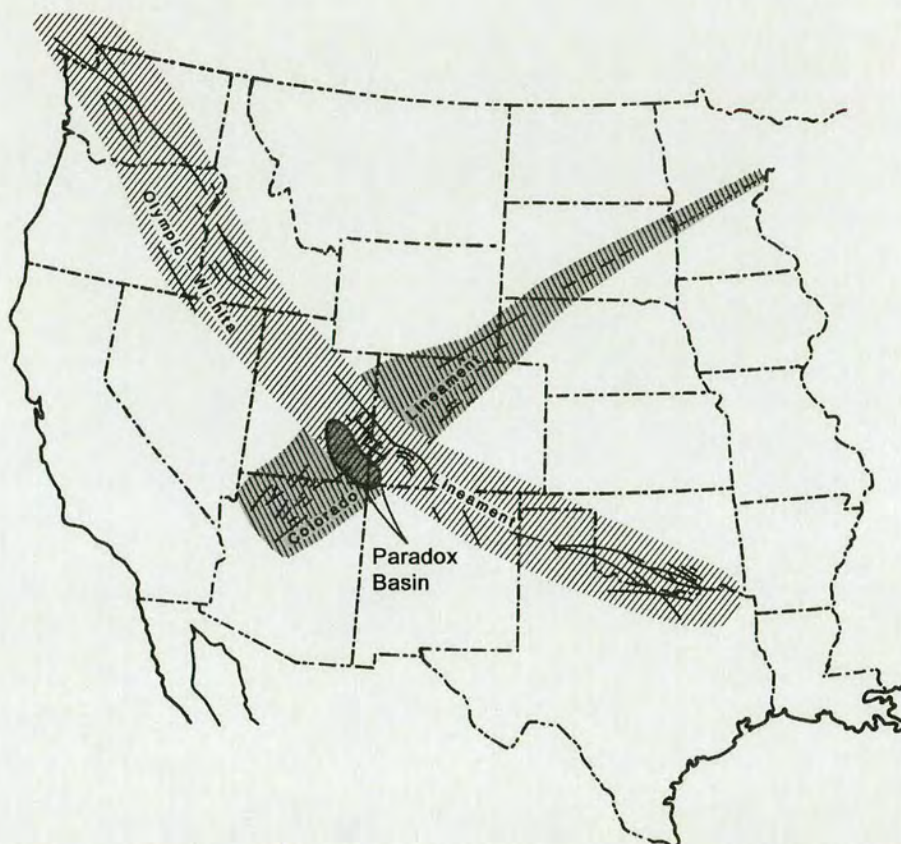 Olympic - Wichita
Lineament
Lineament
Colorado
Paradox
Basin